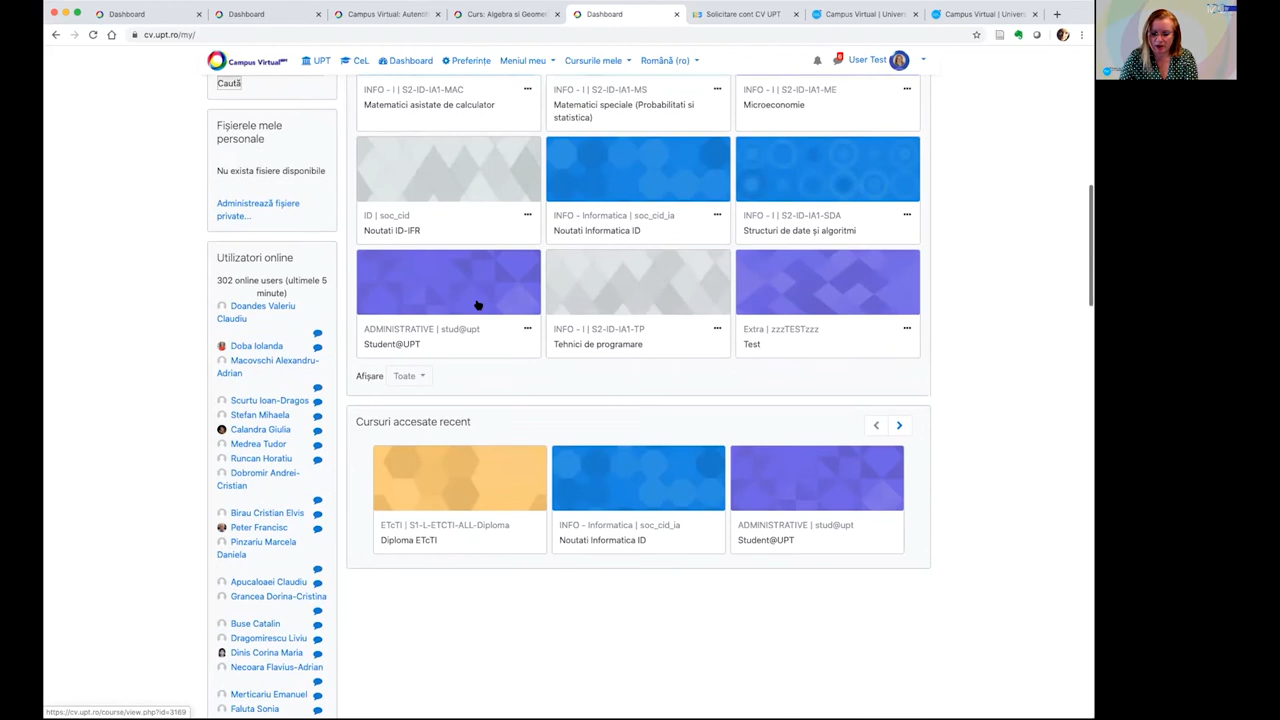 Dashboard
Dashboard
Campus Virtual: Autentif
Curs: Algebra si Geome
Dashboard
Solicitare cont CV UPT
Campus Virtual | Univers
Campus Virtual | Univers
cv.upt.ro/my/
Campus Virtual UPT
UPT
CeL
Dashboard
Preferințe
Meniul meu
Cursurile mele
Română (ro)
User Test
Caută
Fișierele mele
personale
Nu exista fisiere disponibile
Administrează fișiere
private...
Utilizatori online
302 online users (ultimele 5
minute)
Doandes Valeriu
Claudiu
Doba Iolanda
Macovschi Alexandru-
Adrian
Scurtu Ioan-Dragos
Stefan Mihaela
Calandra Giulia
Medrea Tudor
Runcan Horatiu
Dobromir Andrei-
Cristian
Birau Cristian Elvis
Peter Francisc
Pinzariu Marcela
Daniela
Apucaloaei Claudiu
Grancea Dorina-Cristina
Buse Catalin
Dragomirescu Liviu
Dinis Corina Maria
Necoara Flavius-Adrian
Merticariu Emanuel
Faluta Sonia
INFO - I | S2-ID-IA1-MAC
Matematici asistate de calculator
INFO - I | S2-ID-IA1-MS
Matematici speciale (Probabilitati si
statistica)
INFO - I | S2-ID-IA1-ME
Microeconomie
ID | soc_cid
Noutati ID-IFR
INFO - Informatica | soc_cid_ia
Noutati Informatica ID
INFO - I | S2-ID-IA1-SDA
Structuri de date și algoritmi
ADMINISTRATIVE | stud@upt
Student@UPT
INFO - I | S2-ID-IA1-TP
Tehnici de programare
Extra | zzzTESTzzz
Test
Afișare
Toate
Cursuri accesate recent
ETcTI | S1-L-ETCTI-ALL-Diploma
Diploma ETcTI
INFO - Informatica | soc_cid_ia
Noutati Informatica ID
ADMINISTRATIVE | stud@upt
Student@UPT
https://cv.upt.ro/course/view.php?id=3169